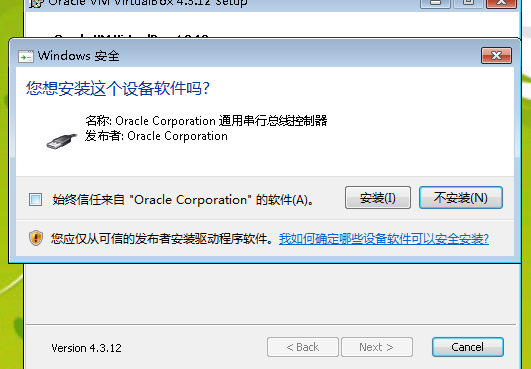 Oracle VM VirtualBox 4.3.12 Setup
Windows 安全
您想安装这个设备软件吗?
名称: Oracle Corporation 通用串行总线控制器
发布者: Oracle Corporation
始终信任来自 "Oracle Corporation" 的软件(A)。
安装(I)
不安装(N)
您应仅从可信的发布者安装驱动程序软件。我如何确定哪些设备软件可以安全安装?
Version 4.3.12
< Back
Next >
Cancel